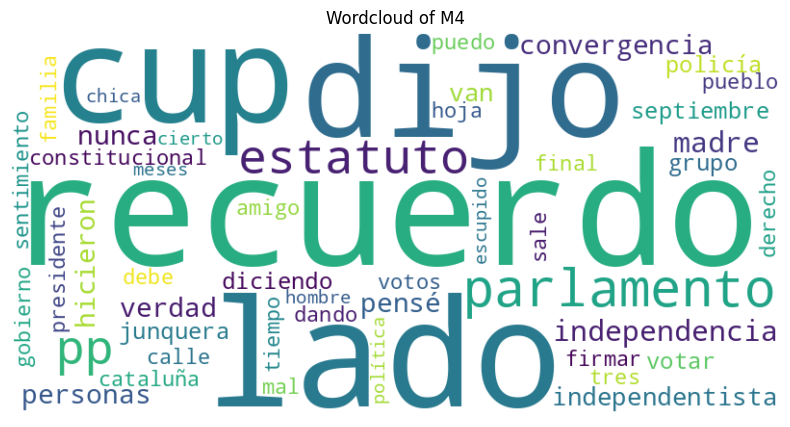 Wordcloud of M4
cup
dijo
puedo
convergencia
policía
pueblo
familia
chica
van
hoja
septiembre
nunca
cierto
madre
constitucional
meses
estatuto
final
grupo
sentimiento
recuerdo
amigo
escupido
sale
derecho
presidente
hicieron
debe
diciendo
votos
parlamento
gobierno
verdad
lado
hombre
dando
pensé
junquera
tiempo
independencia
pp
calle
política
firmar
votar
cataluña
mal
tres
personas
independentista